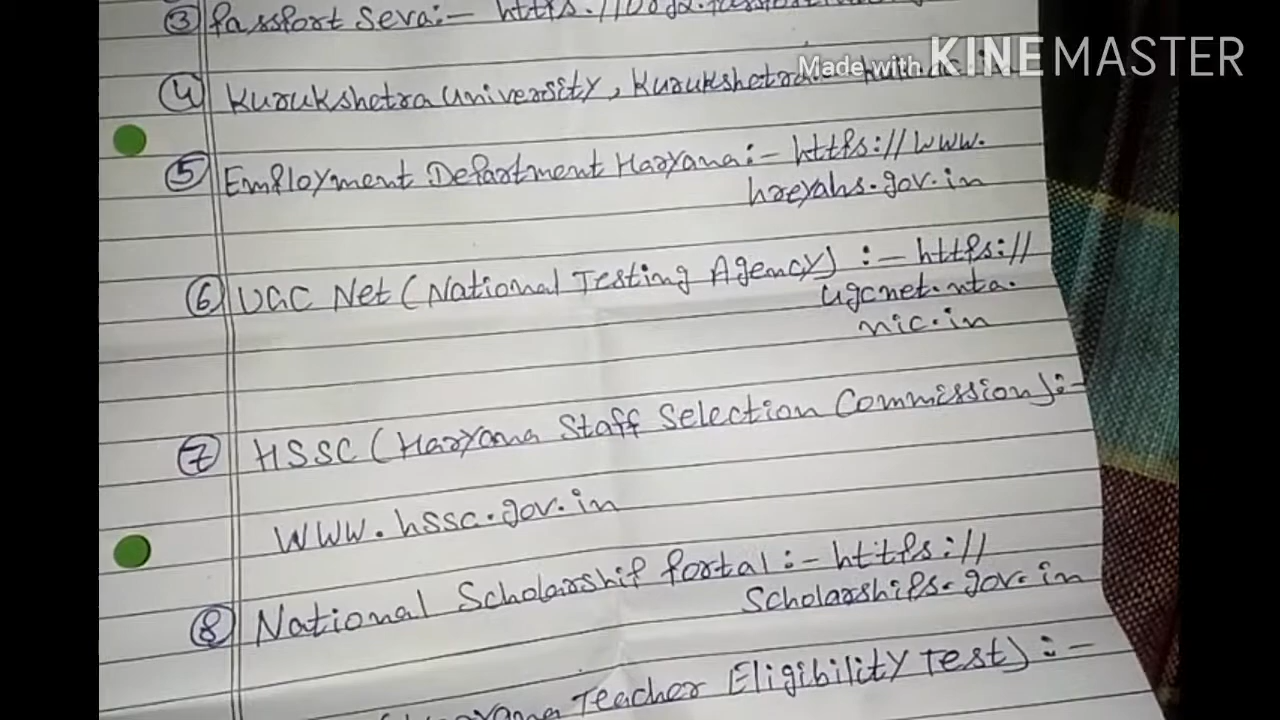 ③ Passport Seva:- https://
④ Kurukshetra University, Kurukshetra
Made with KINEMASTER
⑤ Employment Department Haryana:- https://www.
hreyahs.gov.in
⑥ UGC Net (National Testing Agency) :- https://
ugcnet.nta.
nic.in
⑦ HSSC (Haryana Staff Selection Commission):-
www.hssc.gov.in
⑧ National Scholarship Portal:- https://
Scholarships.gov.in
Teacher Eligibility Test) :-